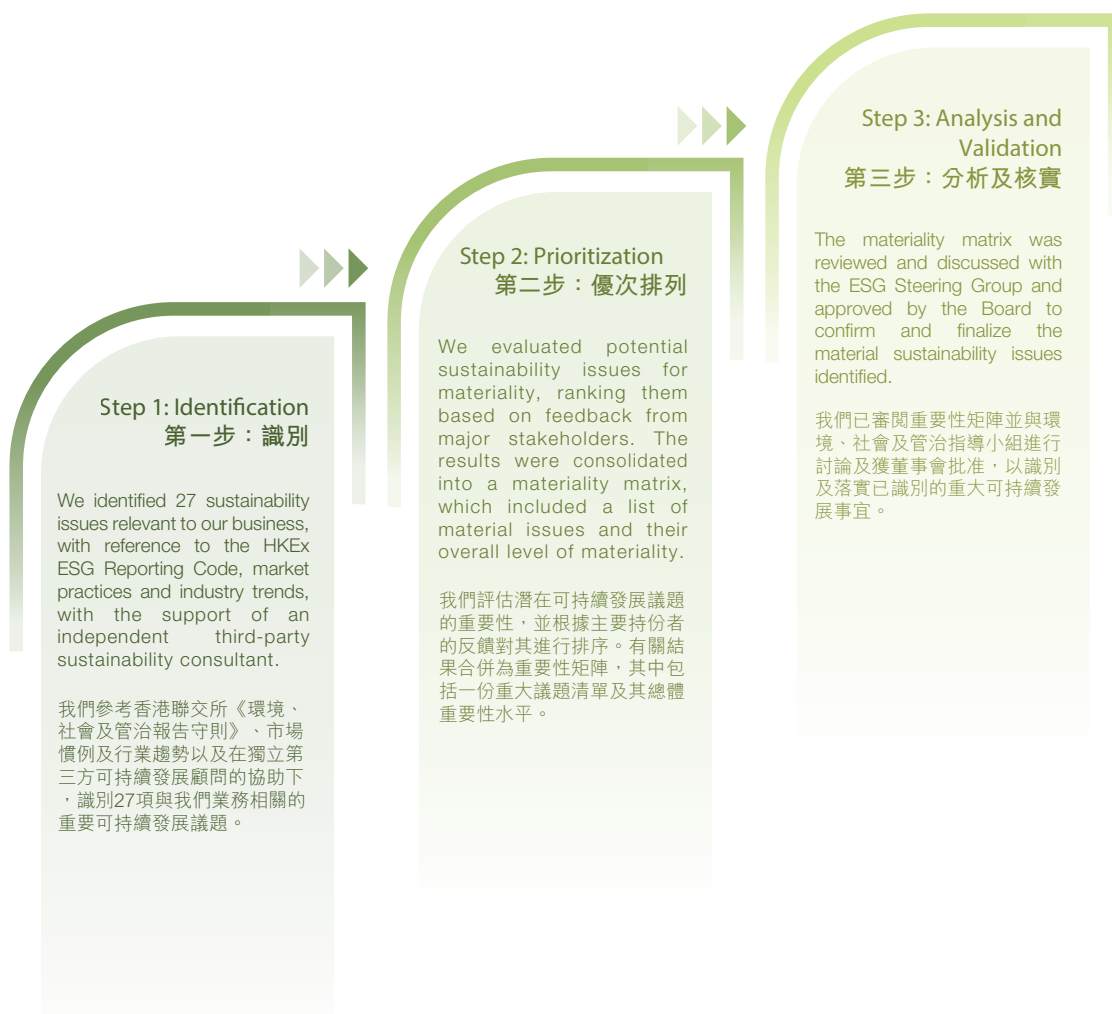 Step 1: Identification
第一步：識別
We identified 27 sustainability
issues relevant to our business,
with reference to the HKEx
ESG Reporting Code, market
practices and industry trends,
with the support of an
independent third-party
sustainability consultant.
我們參考香港聯交所《環境、
社會及管治報告守則》、市場
慣例及行業趨勢以及在獨立第
三方可持續發展顧問的協助下
，識別27項與我們業務相關的
重要可持續發展議題。
Step 2: Prioritization
第二步：優次排列
We evaluated potential
sustainability issues for
materiality, ranking them
based on feedback from
major stakeholders. The
results were consolidated
into a materiality matrix,
which included a list of
material issues and their
overall level of materiality.
我們評估潛在可持續發展議題
的重要性，並根據主要持份者
的反饋對其進行排序。有關結
果合併為重要性矩陣，其中包
括一份重大議題清單及其總體
重要性水平。
Step 3: Analysis and
Validation
第三步：分析及核實
The materiality matrix was
reviewed and discussed with
the ESG Steering Group and
approved by the Board to
confirm and finalize the
material sustainability issues
identified.
我們已審閱重要性矩陣並與環
境、社會及管治指導小組進行
討論及獲董事會批准，以識別
及落實已識別的重大可持續發
展事宜。